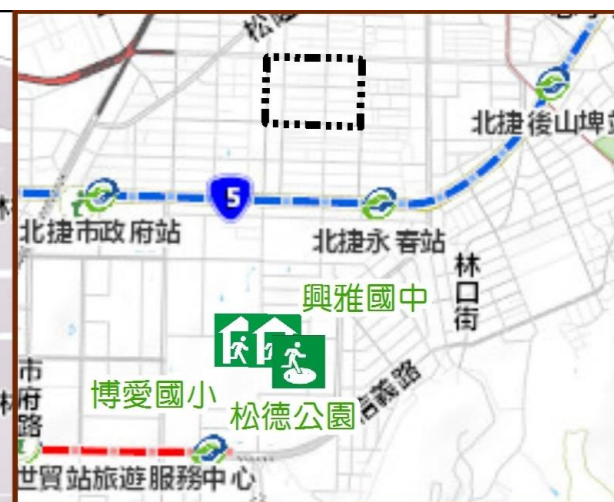 松隆
北捷後山埤站
5
北捷市政府站
北捷永春站
林口街
興雅國中
市府路
博愛國小
松德公園
信義路
世貿站旅遊服務中心